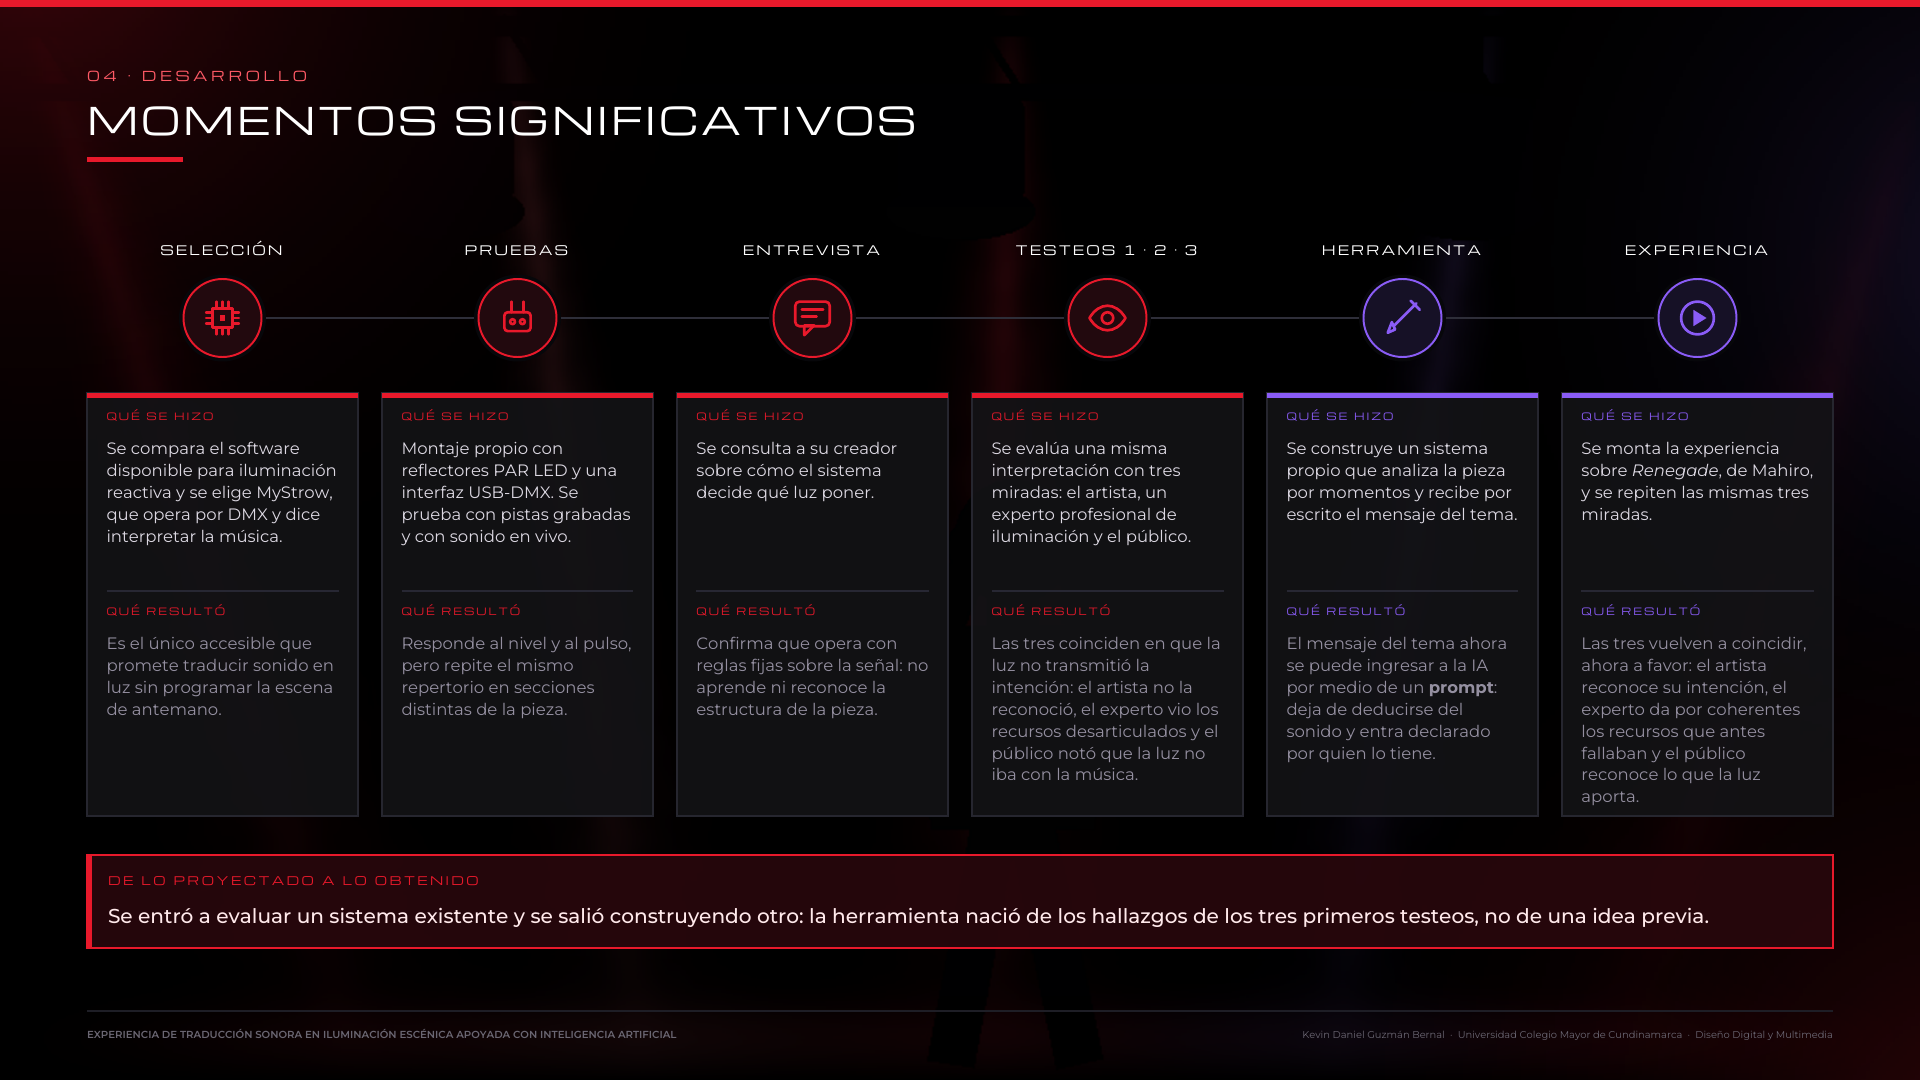 04 · DESARROLLO
MOMENTOS SIGNIFICATIVOS
SELECCIÓN
PRUEBAS
ENTREVISTA
TESTEOS 1 · 2 · 3
HERRAMIENTA
EXPERIENCIA
QUÉ SE HIZO
Se compara el software
disponible para iluminación
reactiva y se elige MyStrow,
que opera por DMX y dice
interpretar la música.
QUÉ RESULTÓ
Es el único accesible que
promete traducir sonido en
luz sin programar la escena
de antemano.
QUÉ SE HIZO
Montaje propio con
reflectores PAR LED y una
interfaz USB-DMX. Se
prueba con pistas grabadas
y con sonido en vivo.
QUÉ RESULTÓ
Responde al nivel y al pulso,
pero repite el mismo
repertorio en secciones
distintas de la pieza.
QUÉ SE HIZO
Se consulta a su creador
sobre cómo el sistema
decide qué luz poner.
QUÉ RESULTÓ
Confirma que opera con
reglas fijas sobre la señal: no
aprende ni reconoce la
estructura de la pieza.
QUÉ SE HIZO
Se evalúa una misma
interpretación con tres
miradas: el artista, un
experto profesional de
iluminación y el público.
QUÉ RESULTÓ
Las tres coinciden en que la
luz no transmitió la
intención: el artista no la
reconoció, el experto vio los
recursos desarticulados y el
público notó que la luz no
iba con la música.
QUÉ SE HIZO
Se construye un sistema
propio que analiza la pieza
por momentos y recibe por
escrito el mensaje del tema.
QUÉ RESULTÓ
El mensaje del tema ahora
se puede ingresar a la IA
por medio de un prompt:
deja de deducirse del
sonido y entra declarado
por quien lo tiene.
QUÉ SE HIZO
Se monta la experiencia
sobre Renegade, de Mahiro,
y se repiten las mismas tres
miradas.
QUÉ RESULTÓ
Las tres vuelven a coincidir,
ahora a favor: el artista
reconoce su intención, el
experto da por coherentes
los recursos que antes
fallaban y el público
reconoce lo que la luz
aporta.
DE LO PROYECTADO A LO OBTENIDO
Se entró a evaluar un sistema existente y se salió construyendo otro: la herramienta nació de los hallazgos de los tres primeros testeos, no de una idea previa.
EXPERIENCIA DE TRADUCCIÓN SONORA EN ILUMINACIÓN ESCÉNICA APOYADA CON INTELIGENCIA ARTIFICIAL
Kevin Daniel Guzmán Bernal · Universidad Colegio Mayor de Cundinamarca · Diseño Digital y Multimedia